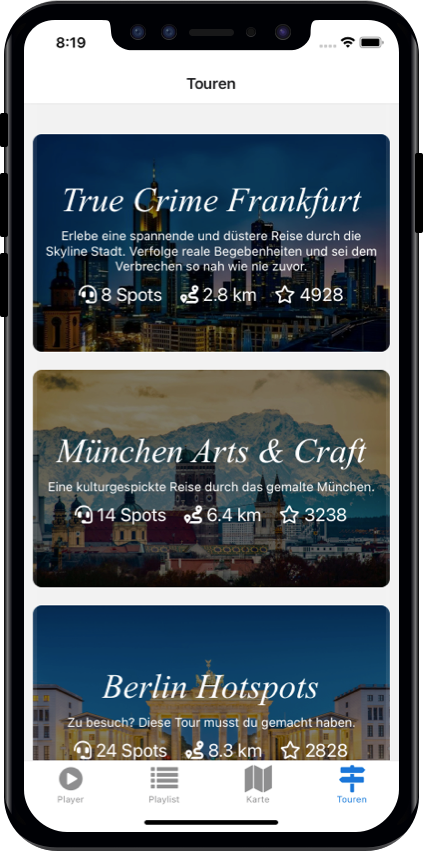 8:19
Touren
True Crime Frankfurt
Erlebe eine spannende und düstere Reise durch die
Skyline Stadt. Verfolge reale Begebenheiten und sei dem
Verbrechen so nah wie nie zuvor.
8 Spots 2.8 km 4928
München Arts & Craft
Eine kulturgespickte Reise durch das gemalte München.
14 Spots 6.4 km 3238
Berlin Hotspots
Zu besuch? Diese Tour musst du gemacht haben.
24 Spots 8.3 km 2828
Player Playlist Karte Touren